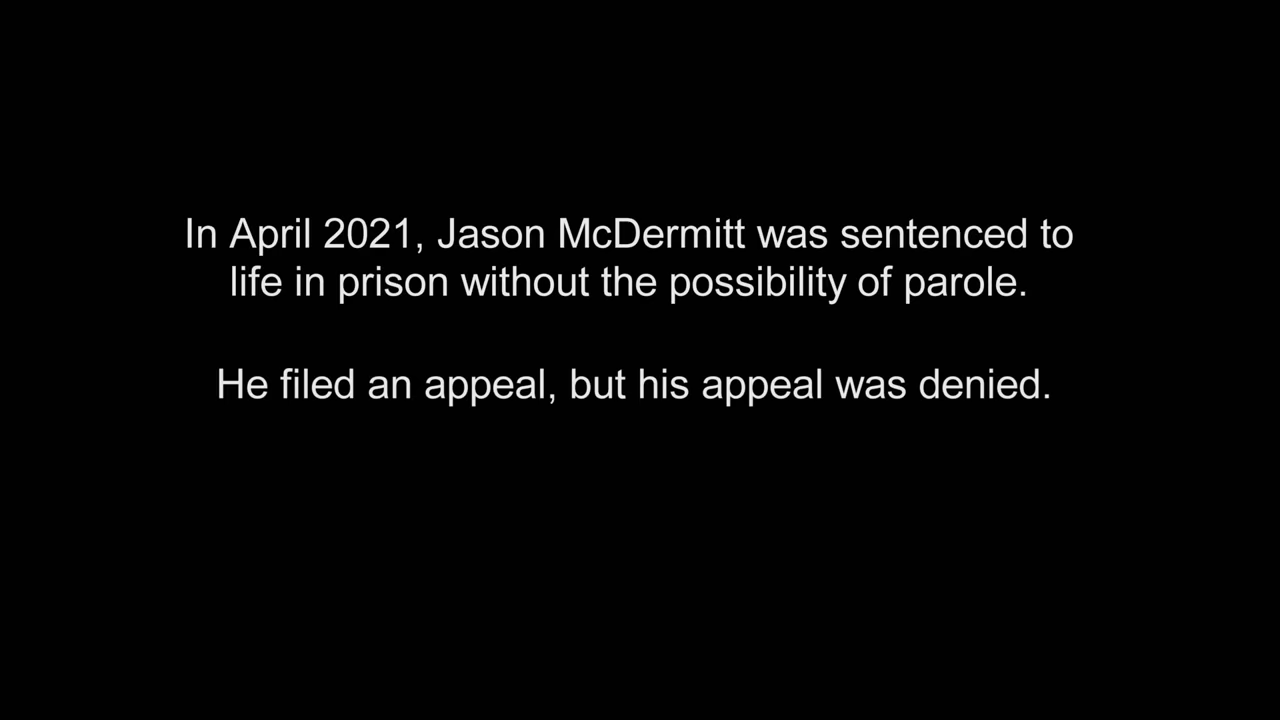 In April 2021, Jason McDermitt was sentenced to
life in prison without the possibility of parole.
He filed an appeal, but his appeal was denied.